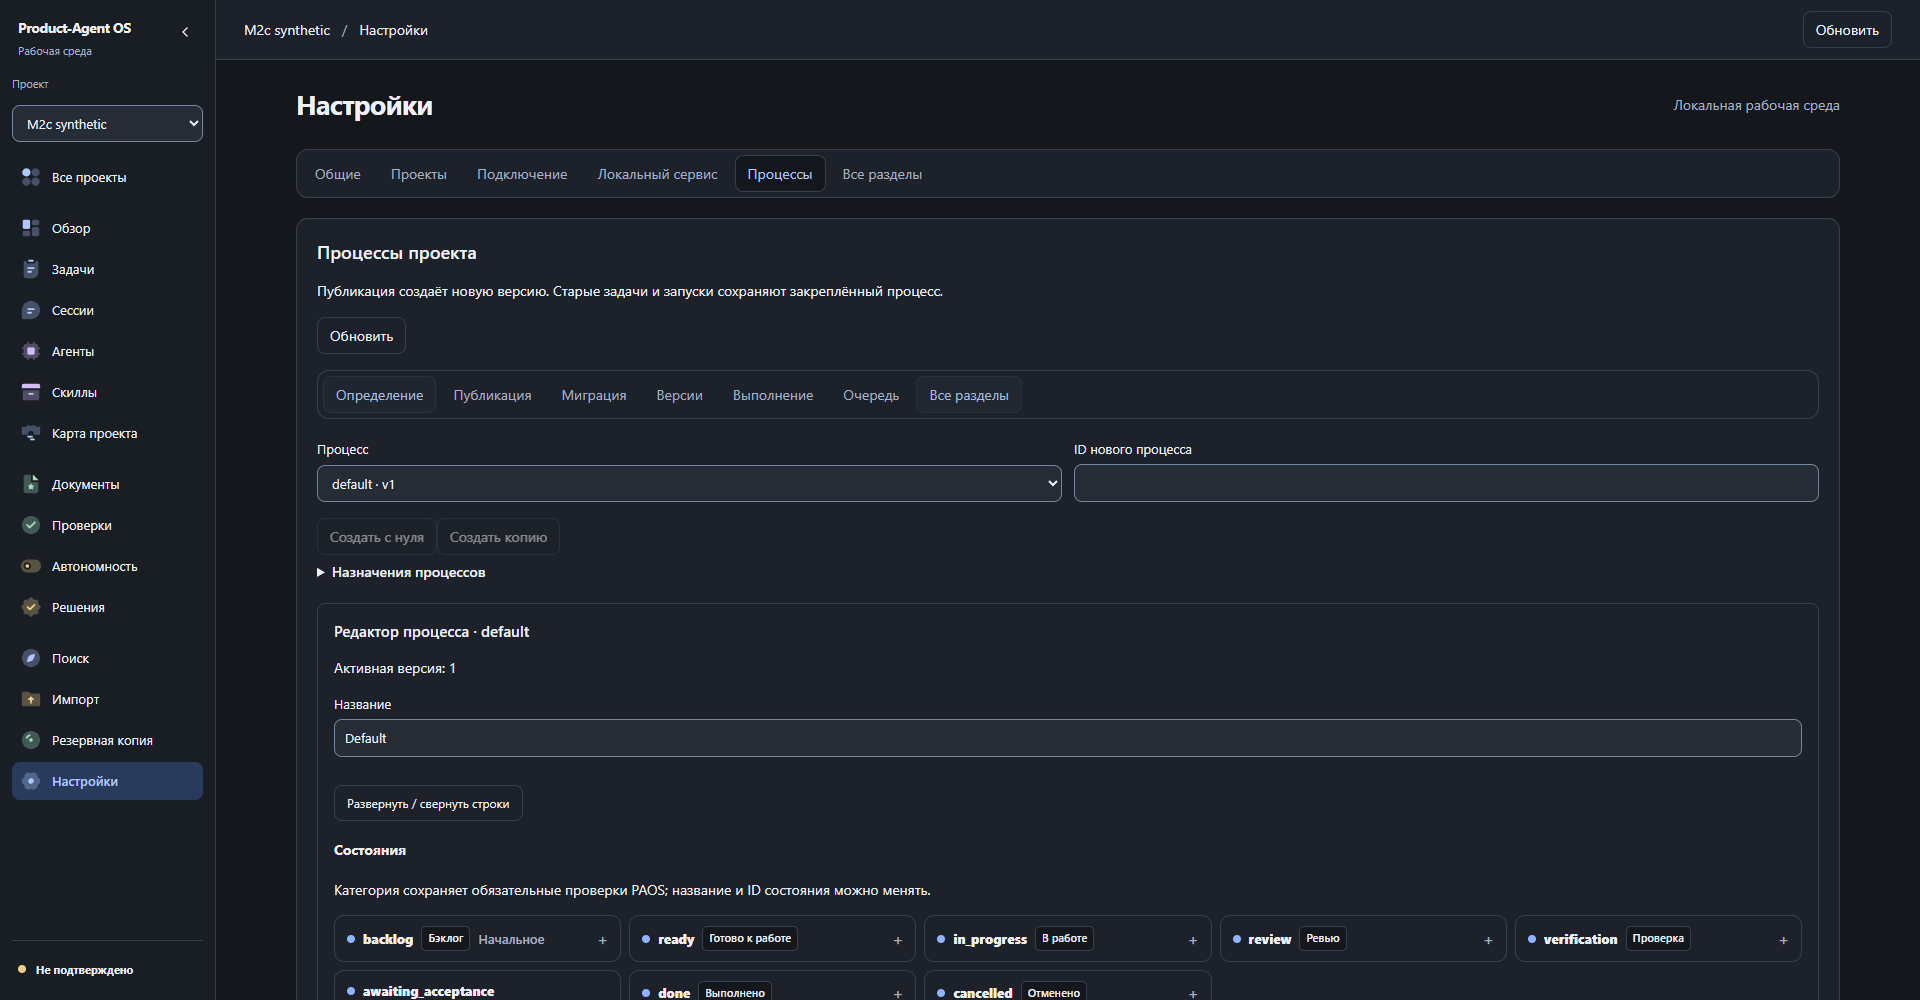 Product-Agent OS
Рабочая среда
Проект
M2c synthetic
Все проекты
Обзор
Задачи
Сессии
Агенты
Скиллы
Карта проекта
Документы
Проверки
Автономность
Решения
Поиск
Импорт
Резервная копия
Настройки
Не подтверждено
M2c synthetic / Настройки
Обновить
Настройки
Локальная рабочая среда
Общие Проекты Подключение Локальный сервис Процессы Все разделы
Процессы проекта
Публикация создаёт новую версию. Старые задачи и запуски сохраняют закреплённый процесс.
Обновить
Определение Публикация Миграция Версии Выполнение Очередь Все разделы
Процесс ID нового процесса
default · v1
Создать с нуля Создать копию
Назначения процессов
Редактор процесса · default
Активная версия: 1
Название
Default
Развернуть / свернуть строки
Состояния
Категория сохраняет обязательные проверки PAOS; название и ID состояния можно менять.
backlog Бэклог Начальное + ready Готово к работе + in_progress В работе + review Ревью + verification Проверка +
awaiting_acceptance done Выполнено + cancelled Отменено +